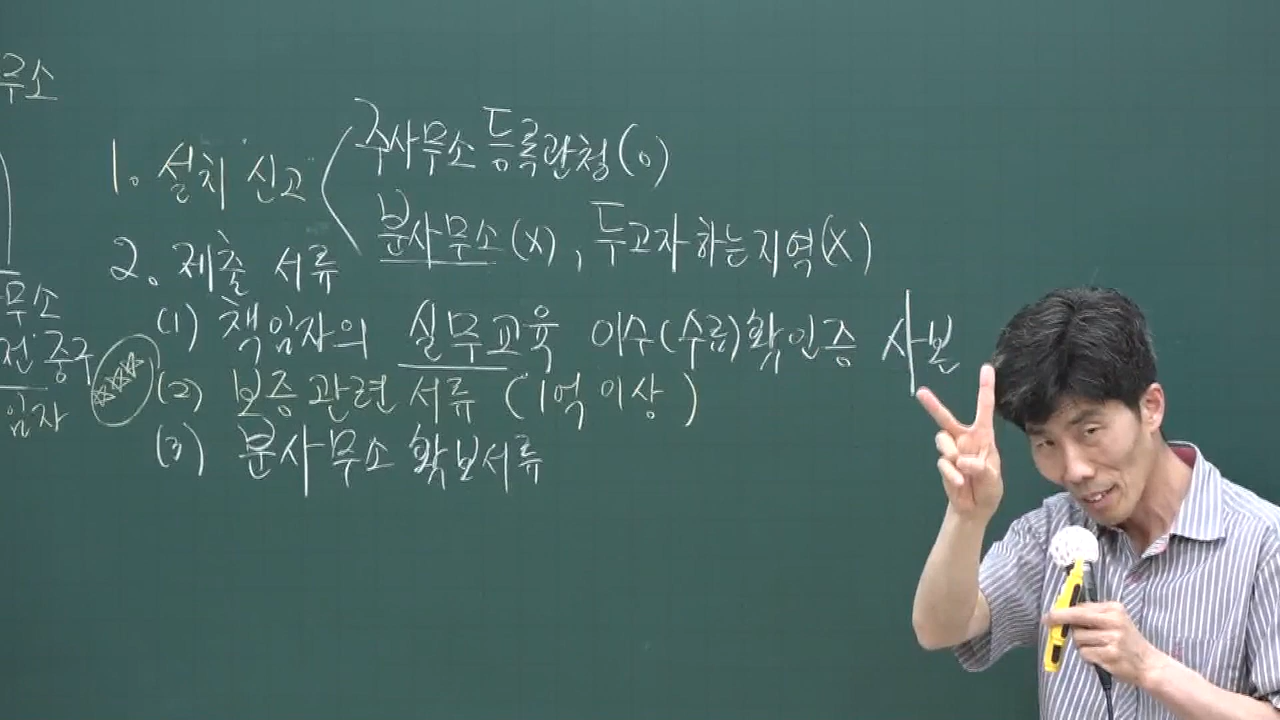 무소
1. 설치 신고 주사무소 등록관청(o)
분사무소(X), 두고자하는지역(X)
2. 제출 서류
무소
(1) 책임자의 실무교육 이수(수료)확인증 사본
전 중구
(2) 보증관련 서류 (1억 이상)
임자
(3) 분사무소 확보서류